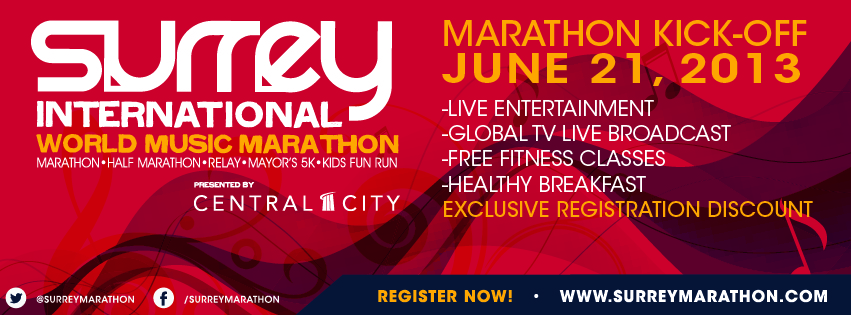 SURREY
INTERNATIONAL
WORLD MUSIC MARATHON
MARATHON•HALF MARATHON•RELAY•MAYOR'S 5K•KIDS FUN RUN
PRESENTED BY
CENTRAL CITY
MARATHON KICK-OFF
JUNE 21, 2013
-LIVE ENTERTAINMENT
-GLOBAL TV LIVE BROADCAST
-FREE FITNESS CLASSES
-HEALTHY BREAKFAST
EXCLUSIVE REGISTRATION DISCOUNT
@SURREYMARATHON
/SURREYMARATHON
REGISTER NOW! • WWW.SURREYMARATHON.COM